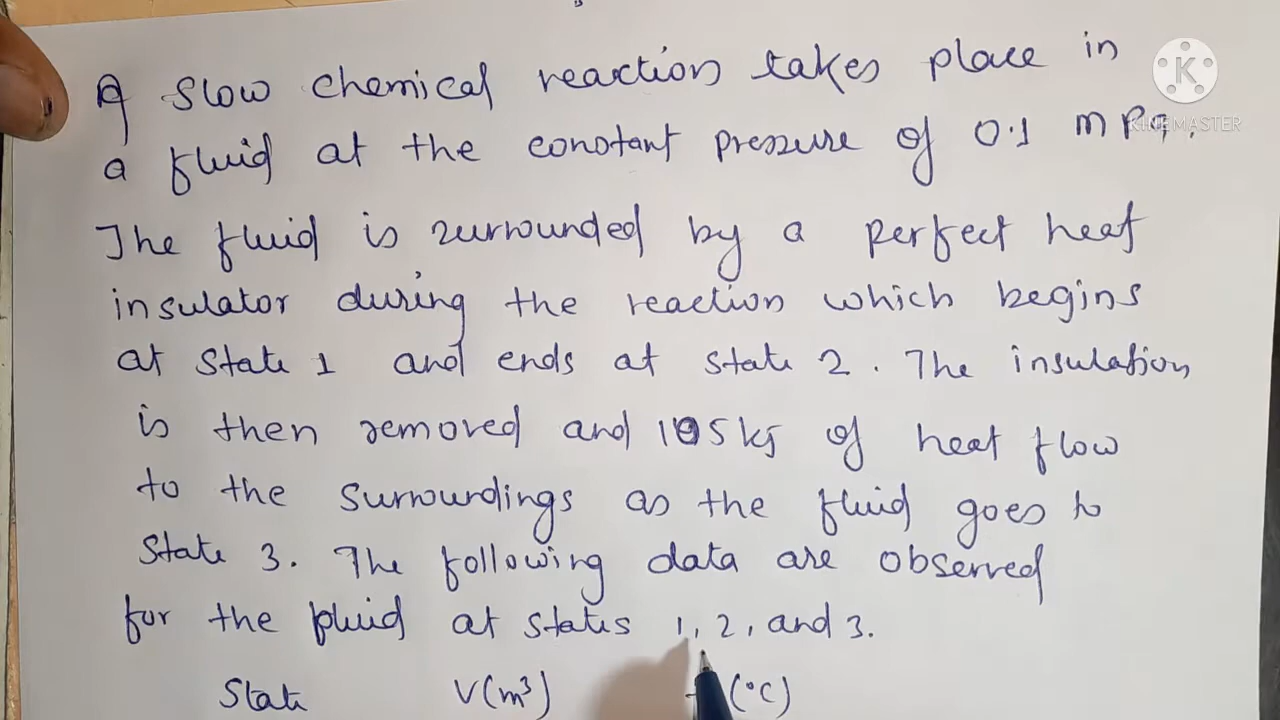 A slow chemical reaction takes place in
a fluid at the constant pressure of 0.1 mPa.
The fluid is surrounded by a perfect heat
insulator during the reaction which begins
at state 1 and ends at state 2. The insulation
is then removed and 105 kJ of heat flow
to the surroundings as the fluid goes to
state 3. The following data are observed
for the fluid at states 1, 2, and 3.
State V(m³) (°C)
K
KINEMASTER